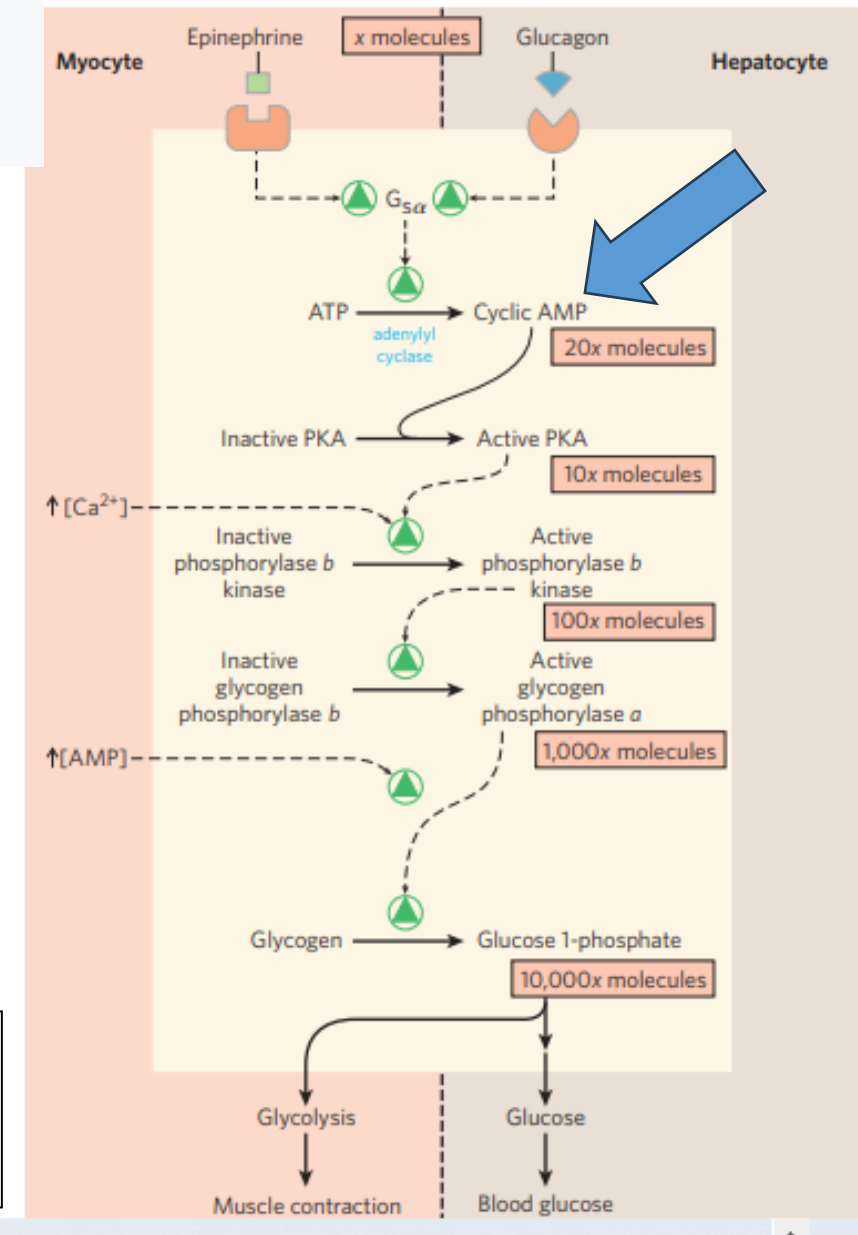 Epinephrine
x molecules
Glucagon
Myocyte
Hepatocyte
Gsα
ATP
Cyclic AMP
adenylyl
cyclase
20x molecules
Inactive PKA
Active PKA
10x molecules
↑[Ca²⁺]
Inactive
phosphorylase b
kinase
Active
phosphorylase b
kinase
100x molecules
Inactive
glycogen
phosphorylase b
Active
glycogen
phosphorylase a
1,000x molecules
↑[AMP]
Glycogen
Glucose 1-phosphate
10,000x molecules
Glycolysis
Glucose
Muscle contraction
Blood glucose